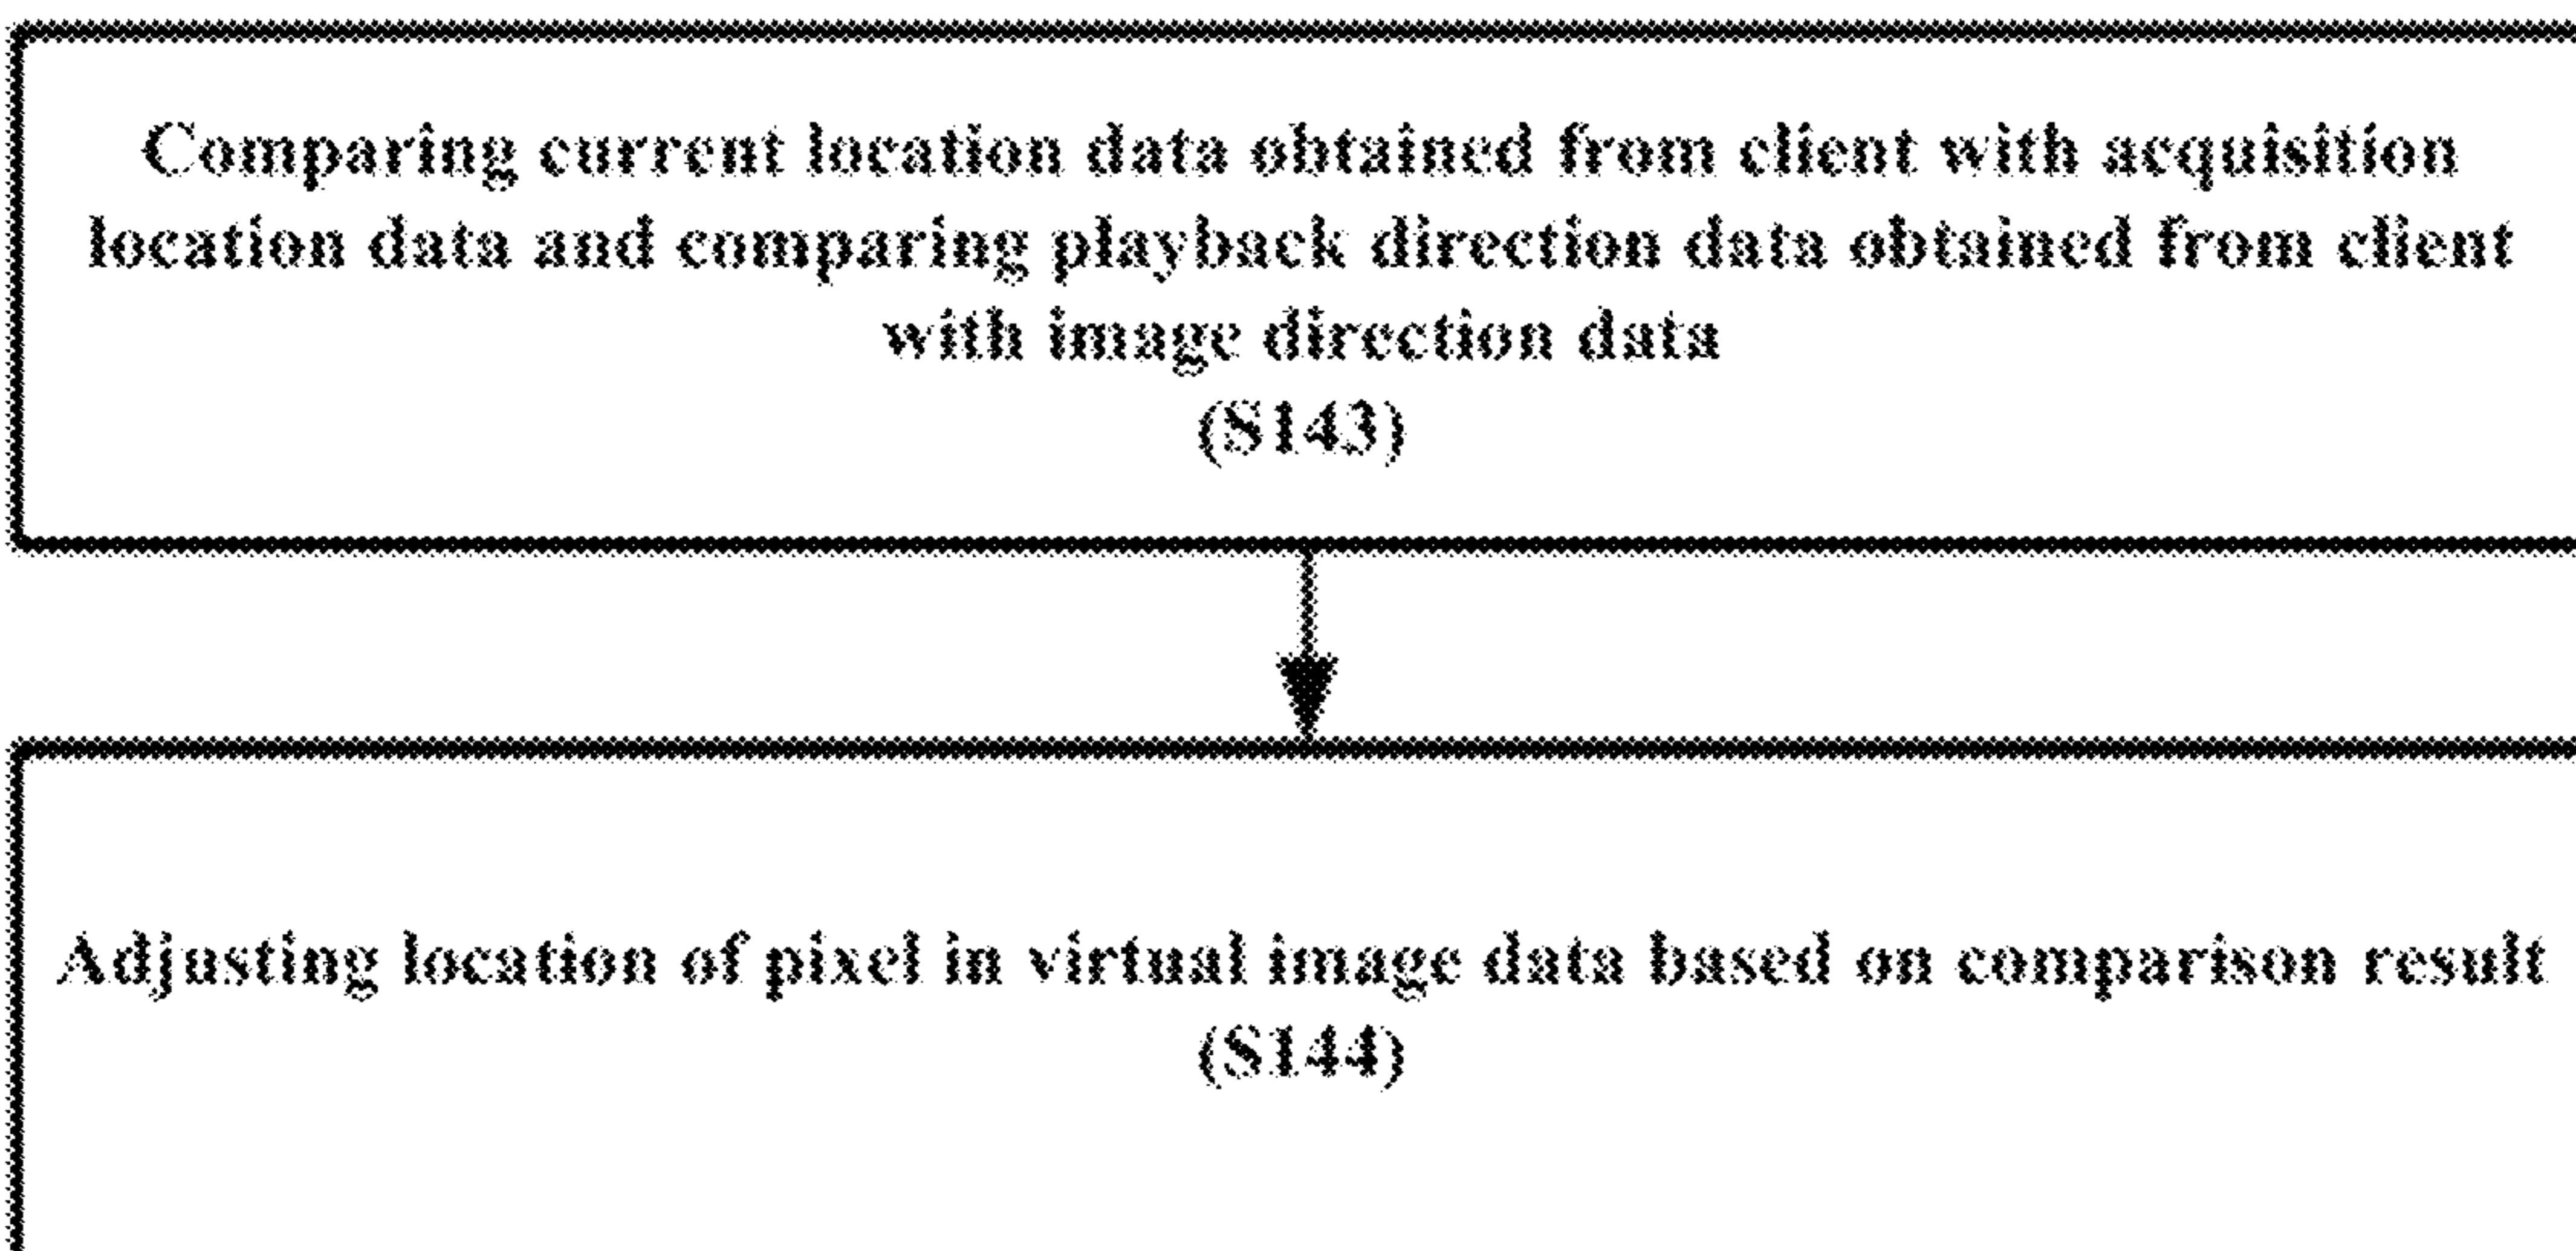 Comparing current location data obtained from client with acquisition
location data and comparing playback direction data obtained from client
with image direction data
(S143)
Adjusting location of pixel in virtual image data based on comparison result
(S144)